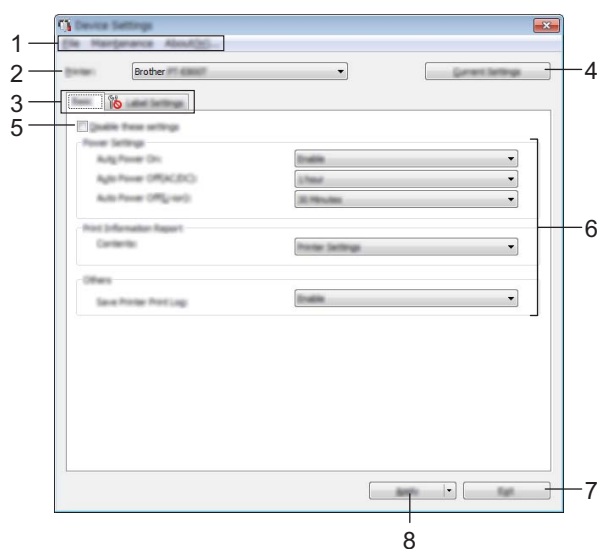 Device Settings
1
File Maintenance About(N)...
2
Printer:
Brother
Current Settings
4
3
Basic
Label Settings
5
Disable these settings
Power Settings
Auto Power On:
Enable
Auto Power Off(AC/DC):
1 hour
Auto Power Off(Li-ion):
30 Minutes
6
Print Information Report
Contents:
Printer Settings
Others
Save Printer Print Log:
Enable
Apply
Exit
7
8